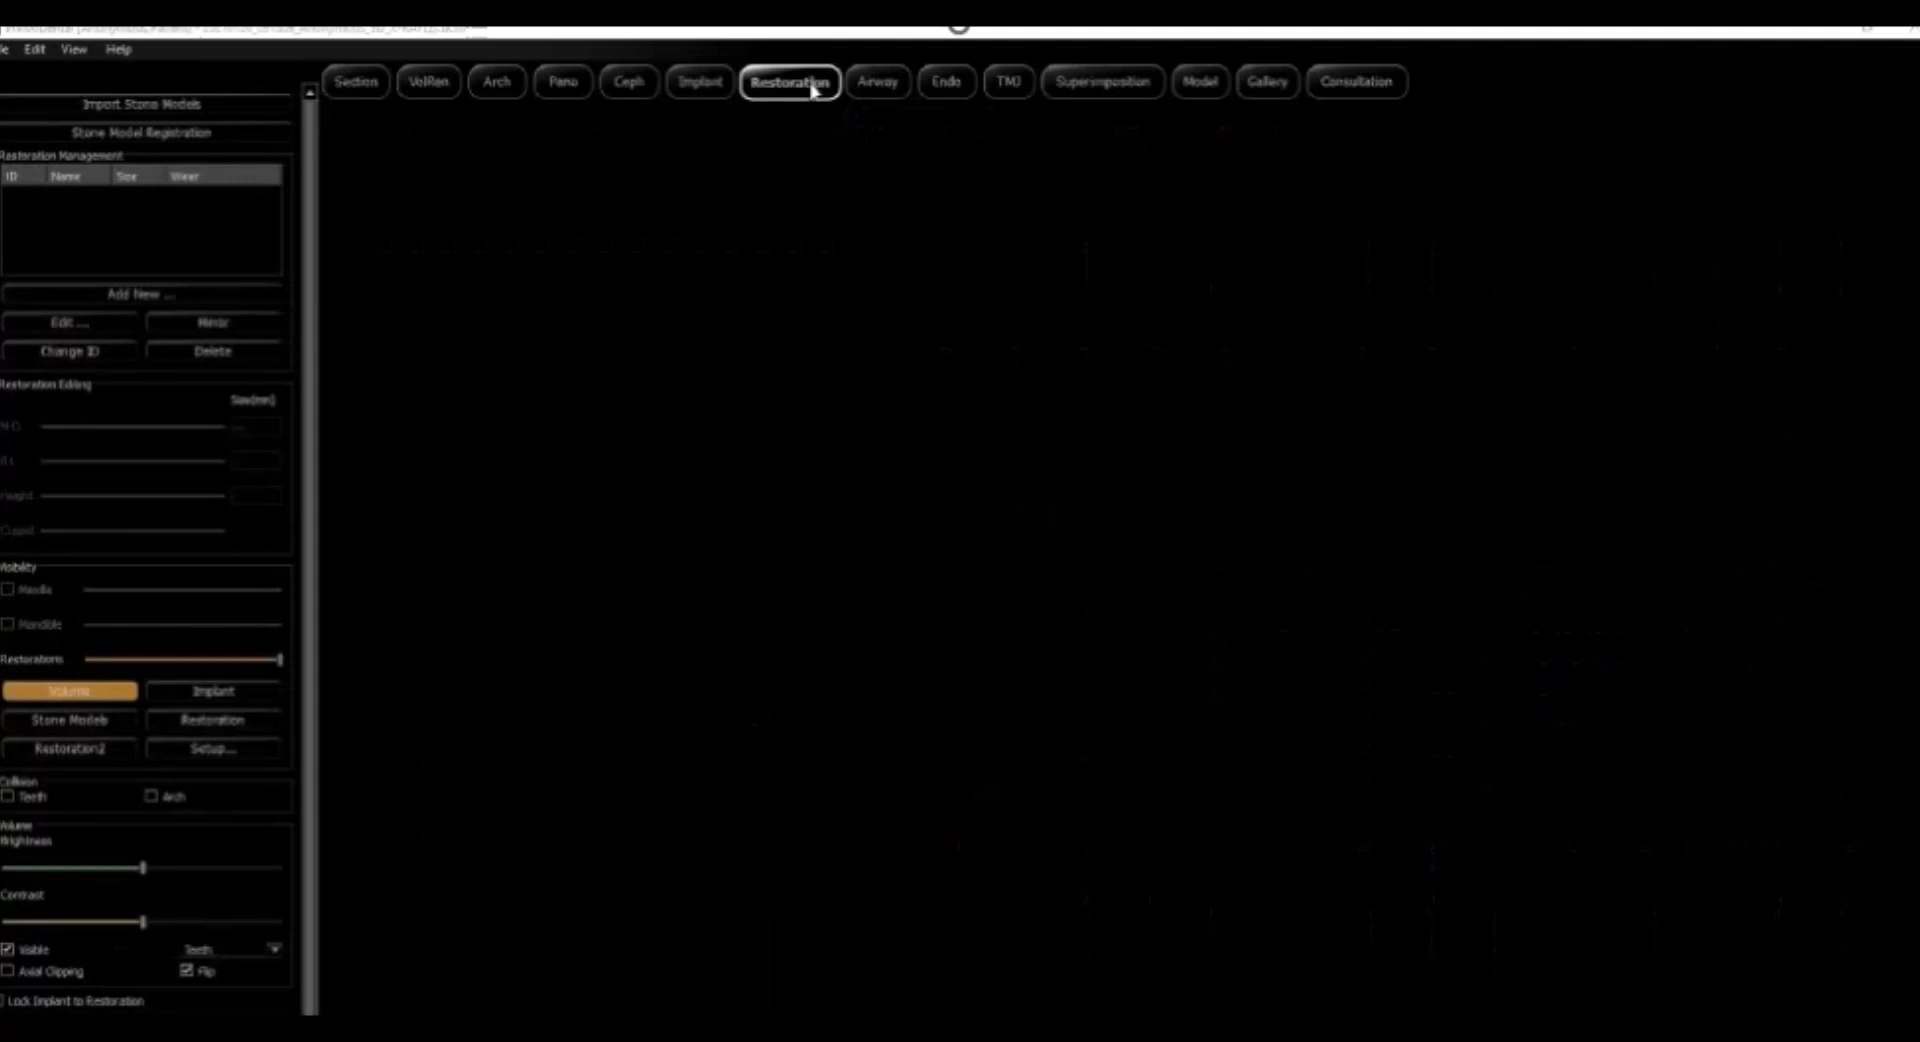 Edit View Help
Section VolRen Arch Pano Ceph Implant Restoration Airway Endo TMJ Superimposition Model Gallery Consultation
Import Stone Models
Stone Model Registration
Restoration Management
ID Name Size Wear
Add New ...
Edit ... Mirror
Change ID Delete
Restoration Editing
Size(mm)
Height
Visibility
Maxilla
Mandible
Restorations
Volume Implant
Stone Models Restoration
Restoration2 Setup...
Collision
Teeth Arch
Volume
Brightness
Contrast
Visible Teeth
Axial Clipping Flip
Lock Implant to Restoration